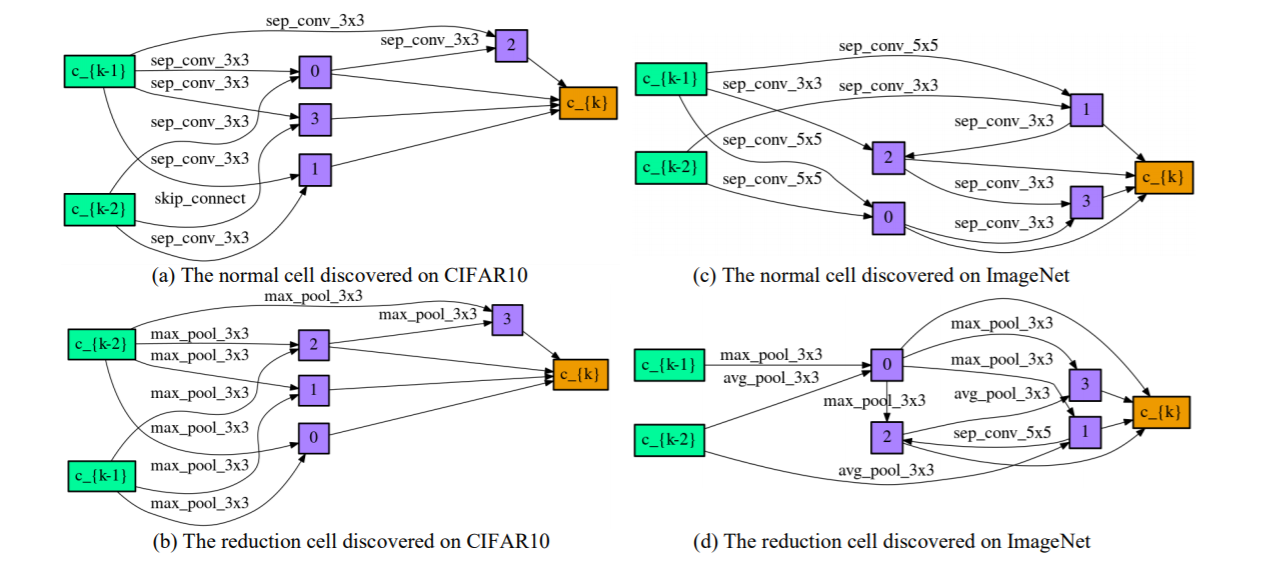 sep_conv_3x3
sep_conv_3x3
2
c_{k-1}
sep_conv_3x3
0
sep_conv_3x3
c_{k}
sep_conv_3x3
3
sep_conv_3x3
1
skip_connect
c_{k-2}
sep_conv_3x3
(a) The normal cell discovered on CIFAR10
sep_conv_5x5
c_{k-1}
sep_conv_3x3
sep_conv_3x3
1
sep_conv_3x3
sep_conv_5x5
2
c_{k-2}
sep_conv_5x5
sep_conv_3x3
c_{k}
3
0
sep_conv_3x3
(c) The normal cell discovered on ImageNet
max_pool_3x3
max_pool_3x3
3
c_{k-2}
max_pool_3x3
2
max_pool_3x3
c_{k}
max_pool_3x3
1
max_pool_3x3
0
max_pool_3x3
c_{k-1}
max_pool_3x3
(b) The reduction cell discovered on CIFAR10
max_pool_3x3
c_{k-1}
max_pool_3x3
0
max_pool_3x3
avg_pool_3x3
3
max_pool_3x3
avg_pool_3x3
c_{k}
c_{k-2}
2
sep_conv_5x5
1
avg_pool_3x3
(d) The reduction cell discovered on ImageNet